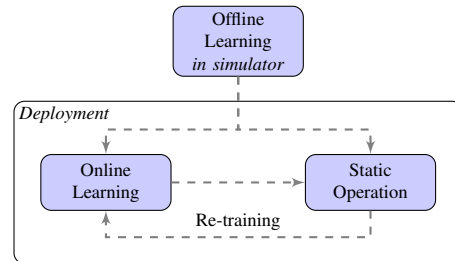 Offline
Learning
in simulator
Deployment
Online
Learning
Static
Operation
Re-training